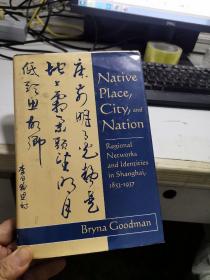 床前明月光疑是
地上霜舉頭望明月
低頭思故鄉
Native
Place,
City, and
Nation
Regional
Networks
and Identities
in Shanghai,
1853-1937
Bryna Goodman